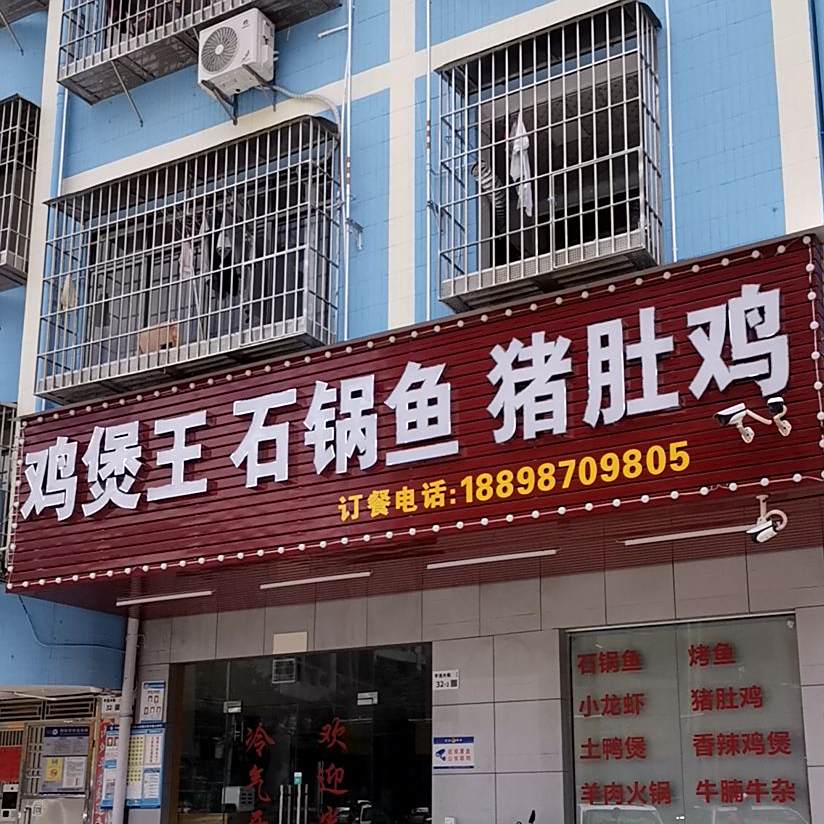 鸡煲王 石锅鱼 猪肚鸡
订餐电话:18898709805
石锅鱼 烤鱼
小龙虾 猪肚鸡
土鸭煲 香辣鸡煲
羊肉火锅 牛腩牛杂
冷气
欢迎
32-2